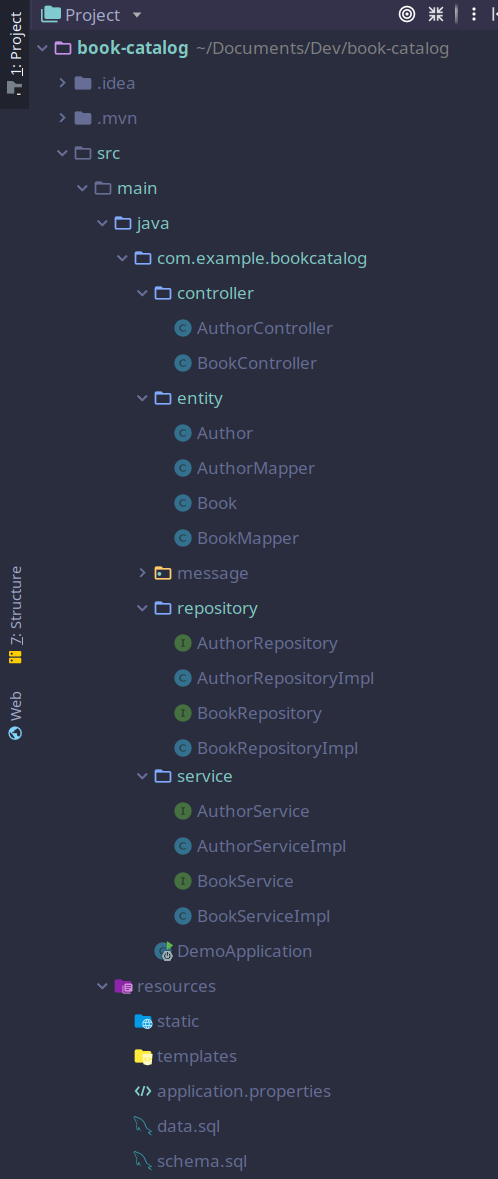 Project
1: Project
book-catalog ~/Documents/Dev/book-catalog
.idea
.mvn
src
main
java
com.example.bookcatalog
controller
AuthorController
BookController
entity
Author
AuthorMapper
Book
BookMapper
message
repository
AuthorRepository
AuthorRepositoryImpl
BookRepository
BookRepositoryImpl
service
AuthorService
AuthorServiceImpl
BookService
BookServiceImpl
DemoApplication
resources
static
templates
application.properties
data.sql
schema.sql
7: Structure
Web